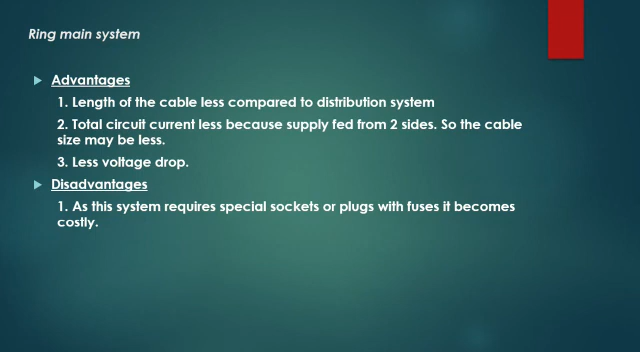 Ring main system
Advantages
1. Length of the cable less compared to distribution system
2. Total circuit current less because supply fed from 2 sides. So the cable
size may be less.
3. Less voltage drop.
Disadvantages
1. As this system requires special sockets or plugs with fuses it becomes
costly.